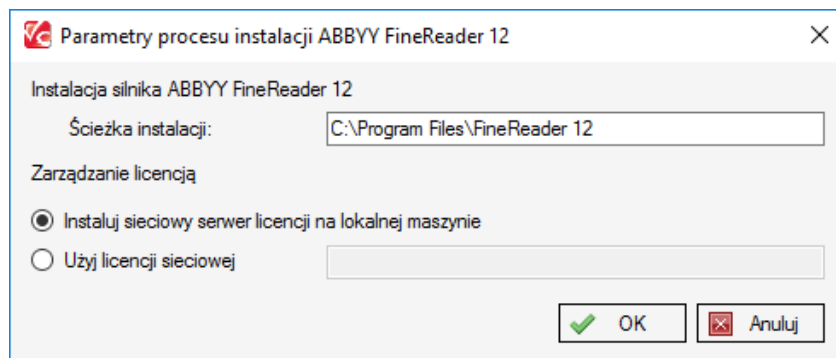 Parametry procesu instalacji ABBYY FineReader 12
Instalacja silnika ABBYY FineReader 12
Ścieżka instalacji: C:\Program Files\FineReader 12
Zarządzanie licencją
Instaluj sieciowy serwer licencji na lokalnej maszynie
Użyj licencji sieciowej
OK Anuluj